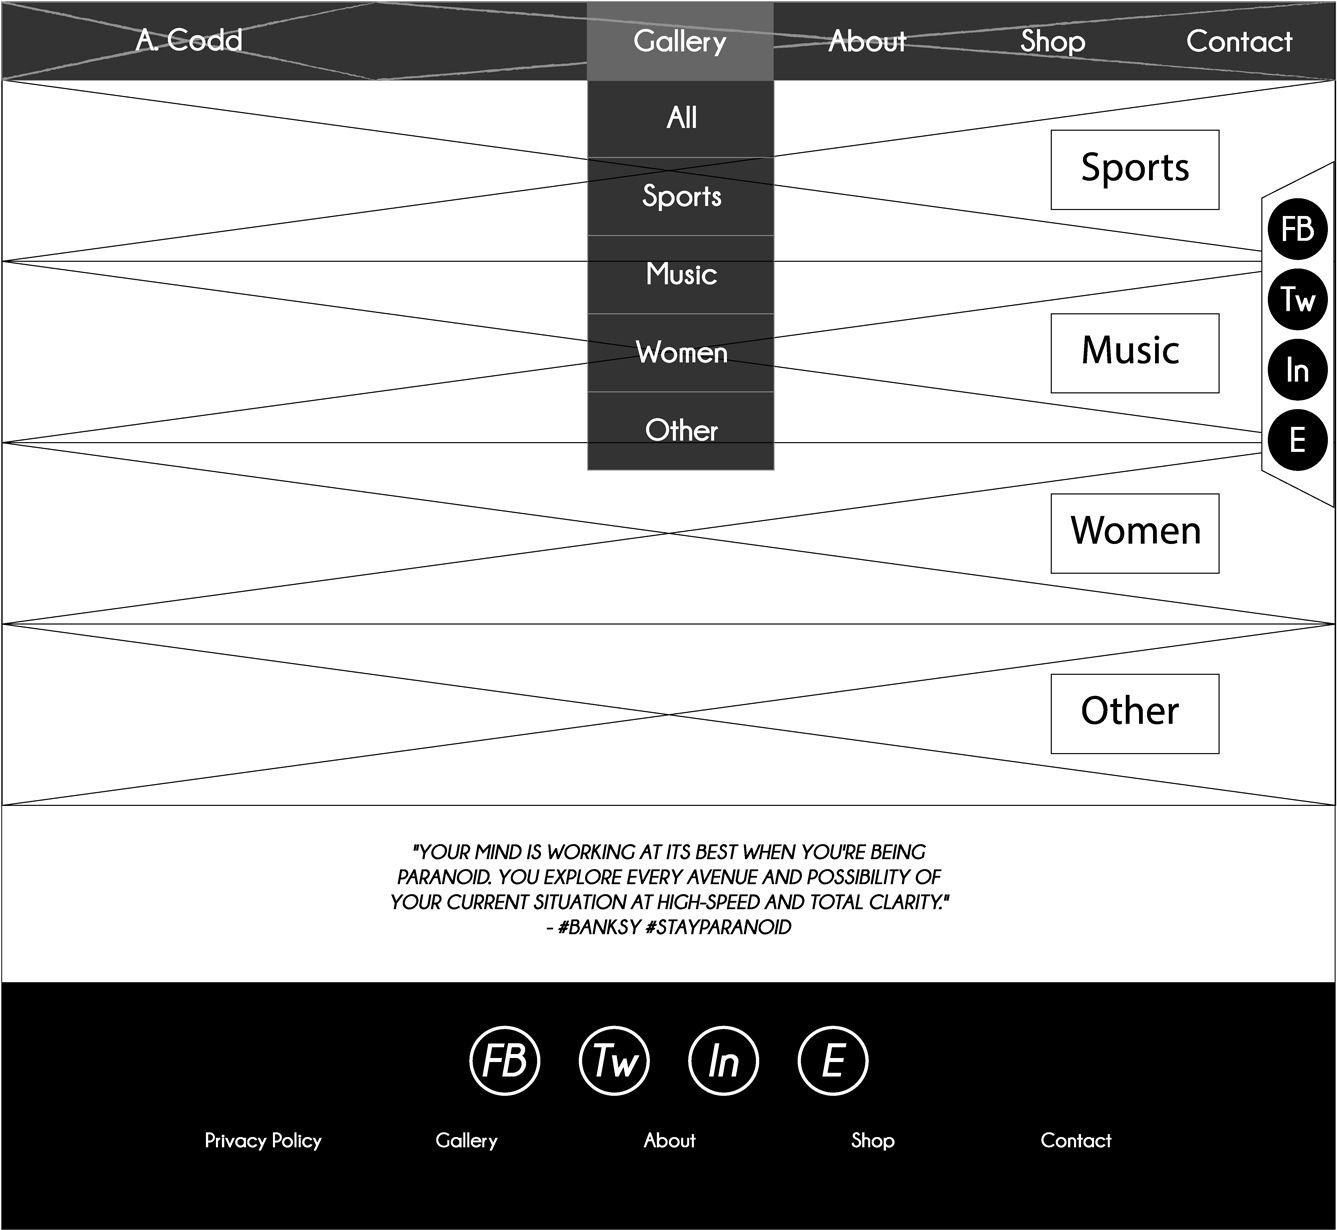 A. Codd
Gallery
About
Shop
Contact
All
Sports
Music
Women
Other
Sports
Music
Women
Other
FB
Tw
In
E
"YOUR MIND IS WORKING AT ITS BEST WHEN YOU'RE BEING
PARANOID. YOU EXPLORE EVERY AVENUE AND POSSIBILITY OF
YOUR CURRENT SITUATION AT HIGH-SPEED AND TOTAL CLARITY."
- #BANKSY #STAYPARANOID
FB
Tw
In
E
Privacy Policy
Gallery
About
Shop
Contact